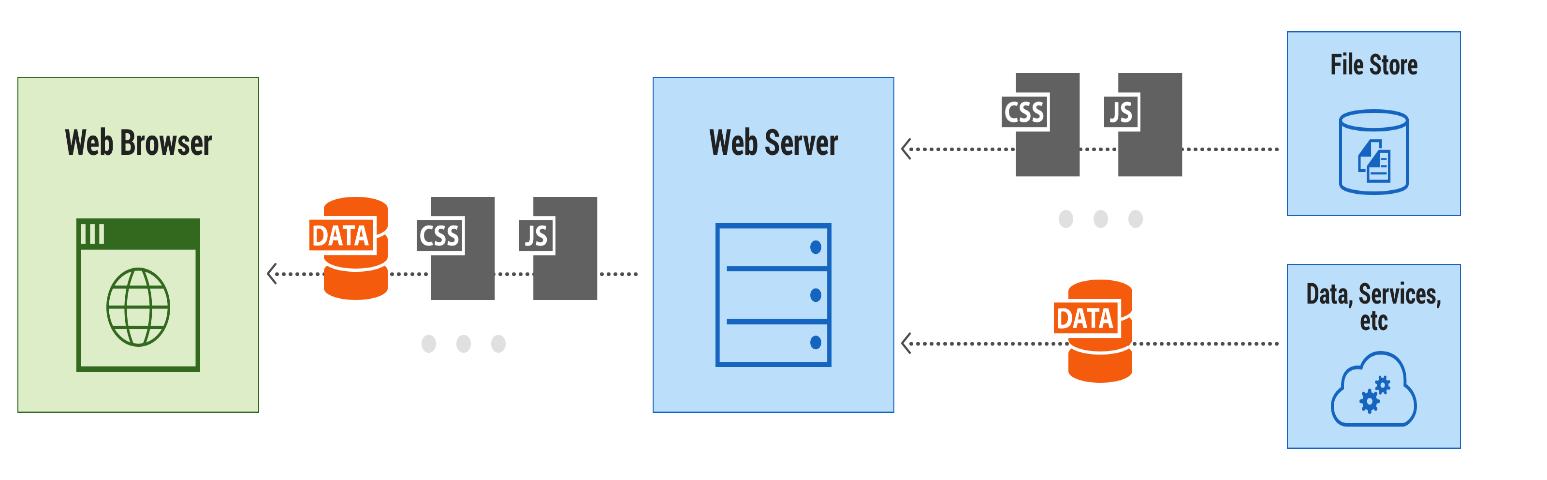 Web Browser
DATA
CSS
JS
Web Server
CSS
JS
DATA
File Store
Data, Services,
etc